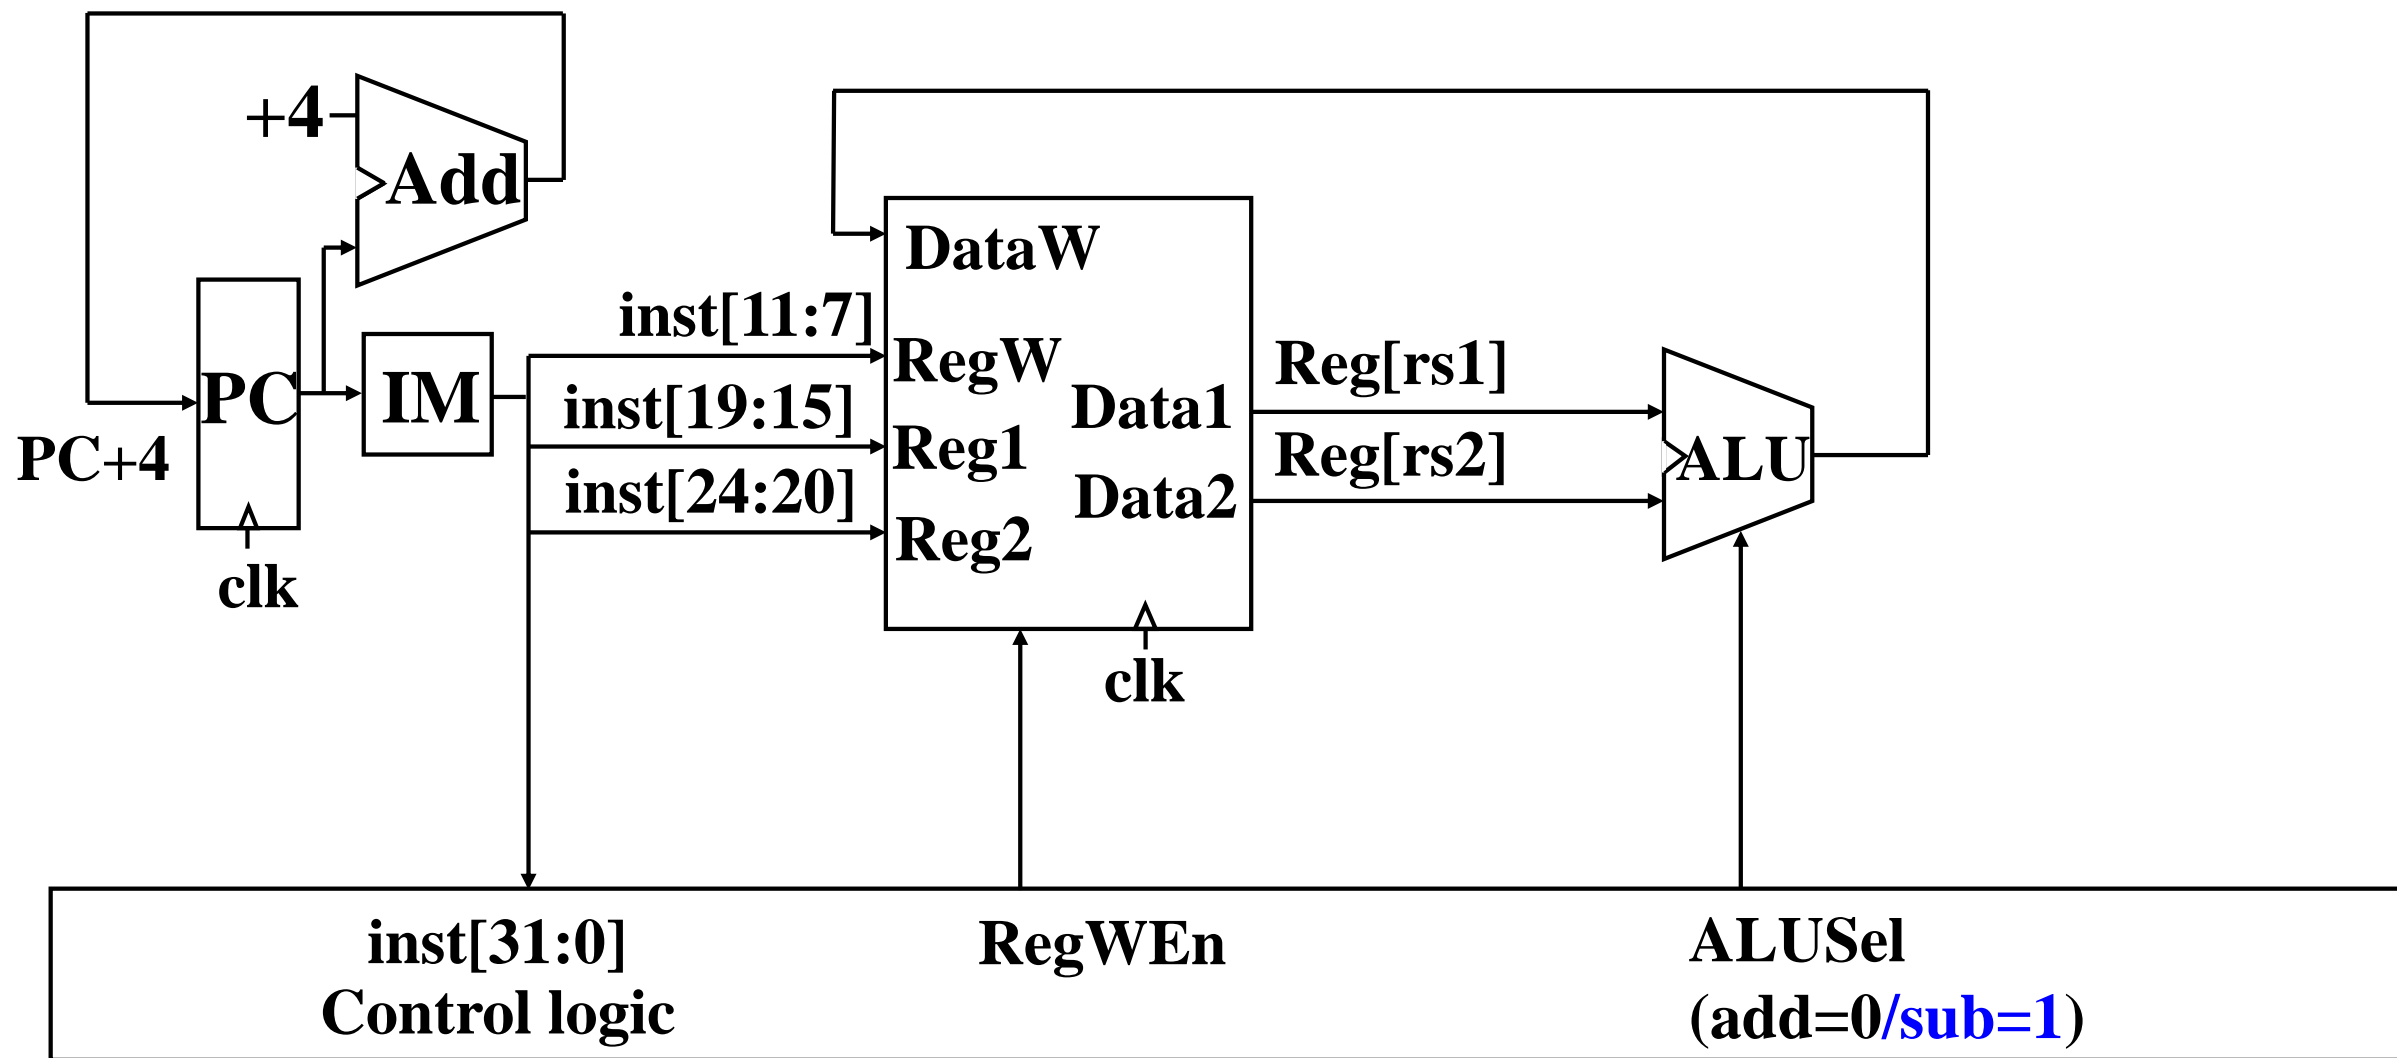 +4
Add
DataW
inst[11:7]
RegW
Reg[rs1]
PC
IM
inst[19:15]
Data1
PC+4
Reg1
Reg[rs2]
ALU
inst[24:20]
Data2
Reg2
clk
clk
inst[31:0]
RegWEn
ALUSel
Control logic
(add=0/sub=1)